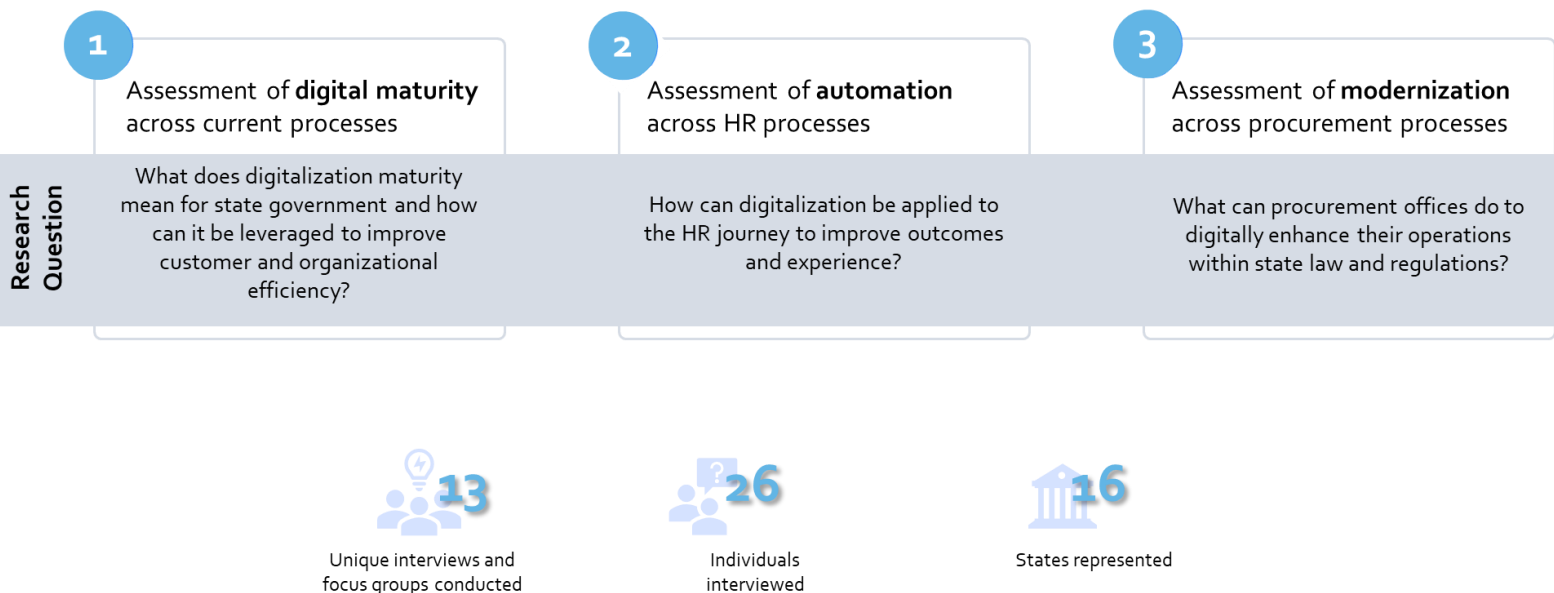 1
Assessment of digital maturity
across current processes
2
Assessment of automation
across HR processes
3
Assessment of modernization
across procurement processes
Research
Question
What does digitalization maturity
mean for state government and how
can it be leveraged to improve
customer and organizational
efficiency?
How can digitalization be applied to
the HR journey to improve outcomes
and experience?
What can procurement offices do to
digitally enhance their operations
within state law and regulations?
13
Unique interviews and
focus groups conducted
?
26
Individuals
interviewed
16
States represented